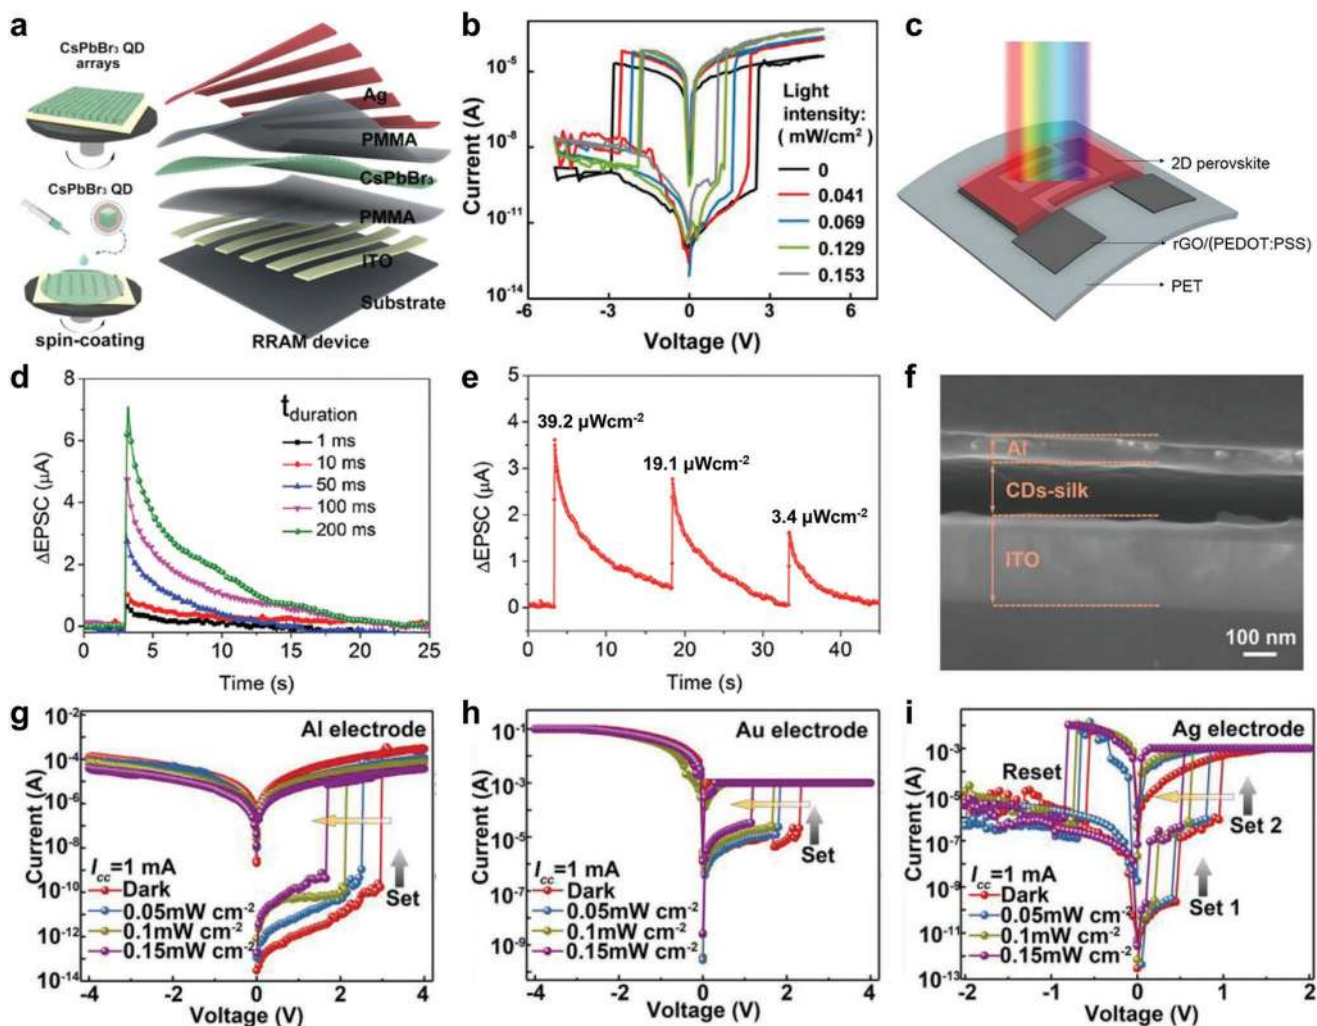 a
CsPbBr₃ QD
arrays
CsPbBr₃ QD
spin-coating
Ag
PMMA
CsPbBr₃
PMMA
ITO
Substrate
RRAM device
b
Current (A)
10⁻⁵
10⁻⁸
10⁻¹¹
10⁻¹⁴
-6
-3
0
3
6
Voltage (V)
Light
intensity:
( mW/cm² )
0
0.041
0.069
0.129
0.153
c
2D perovskite
rGO/(PEDOT:PSS)
PET
d
ΔEPSC (μA)
8
6
4
2
0
0
5
10
15
20
25
Time (s)
t duration
1 ms
10 ms
50 ms
100 ms
200 ms
e
ΔEPSC (μA)
5
4
3
2
1
0
0
10
20
30
40
Time (s)
39.2 μWcm⁻²
19.1 μWcm⁻²
3.4 μWcm⁻²
f
Al
CDs-silk
ITO
100 nm
g
Al electrode
Current (A)
10⁻²
10⁻⁴
10⁻⁶
10⁻⁸
10⁻¹⁰
10⁻¹²
10⁻¹⁴
I cc=1 mA
Dark
0.05mW cm⁻²
0.1mW cm⁻²
0.15mW cm⁻²
Set
-4
-2
0
2
4
Voltage (V)
h
Au electrode
Current (A)
10⁻¹
10⁻³
10⁻⁵
10⁻⁷
10⁻⁹
I cc=1 mA
Dark
0.05mW cm⁻²
0.1mW cm⁻²
0.15mW cm⁻²
Set
-4
-2
0
2
4
Voltage (V)
i
Ag electrode
Current (A)
10⁻³
10⁻⁵
10⁻⁷
10⁻⁹
10⁻¹¹
10⁻¹³
Reset
Set 2
Set 1
I cc=1 mA
Dark
0.05mW cm⁻²
0.1mW cm⁻²
0.15mW cm⁻²
-2
-1
0
1
2
Voltage (V)